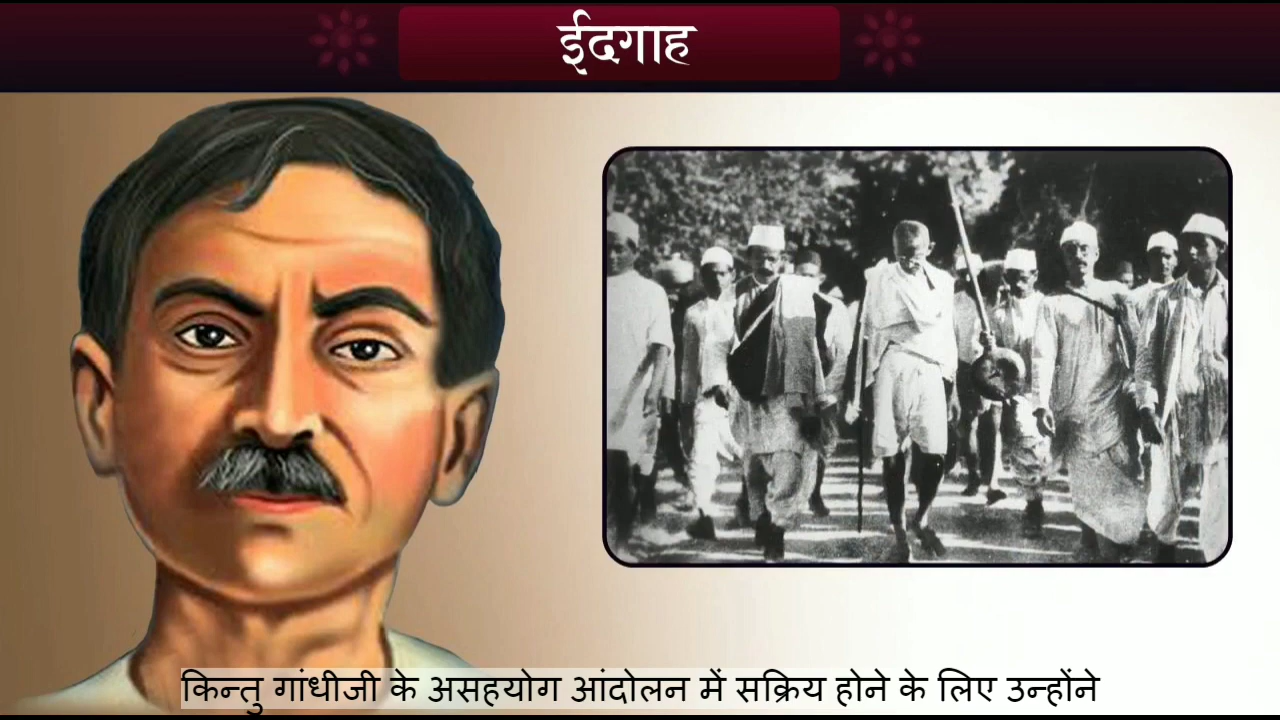 ईदगाह
किन्तु गांधीजी के असहयोग आंदोलन में सक्रिय होने के लिए उन्होंने